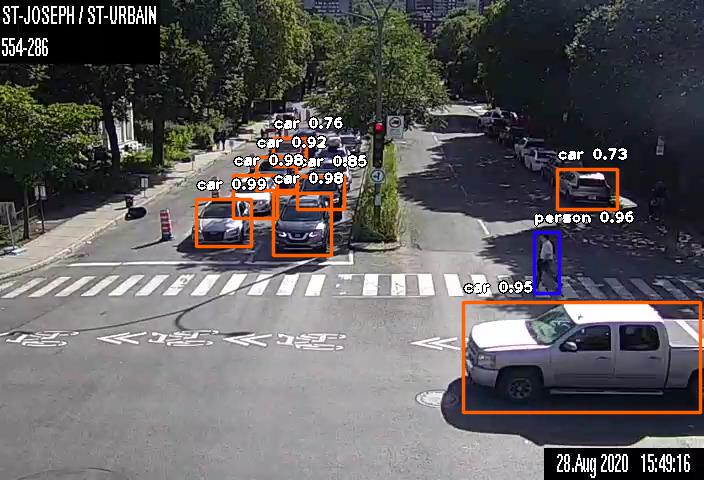 ST-JOSEPH / ST-URBAIN
554-286
car 0.76
car 0.92
car 0.98
car 0.85
car 0.99
car 0.98
car 0.73
person 0.96
car 0.95
28.Aug 2020 15:49:16